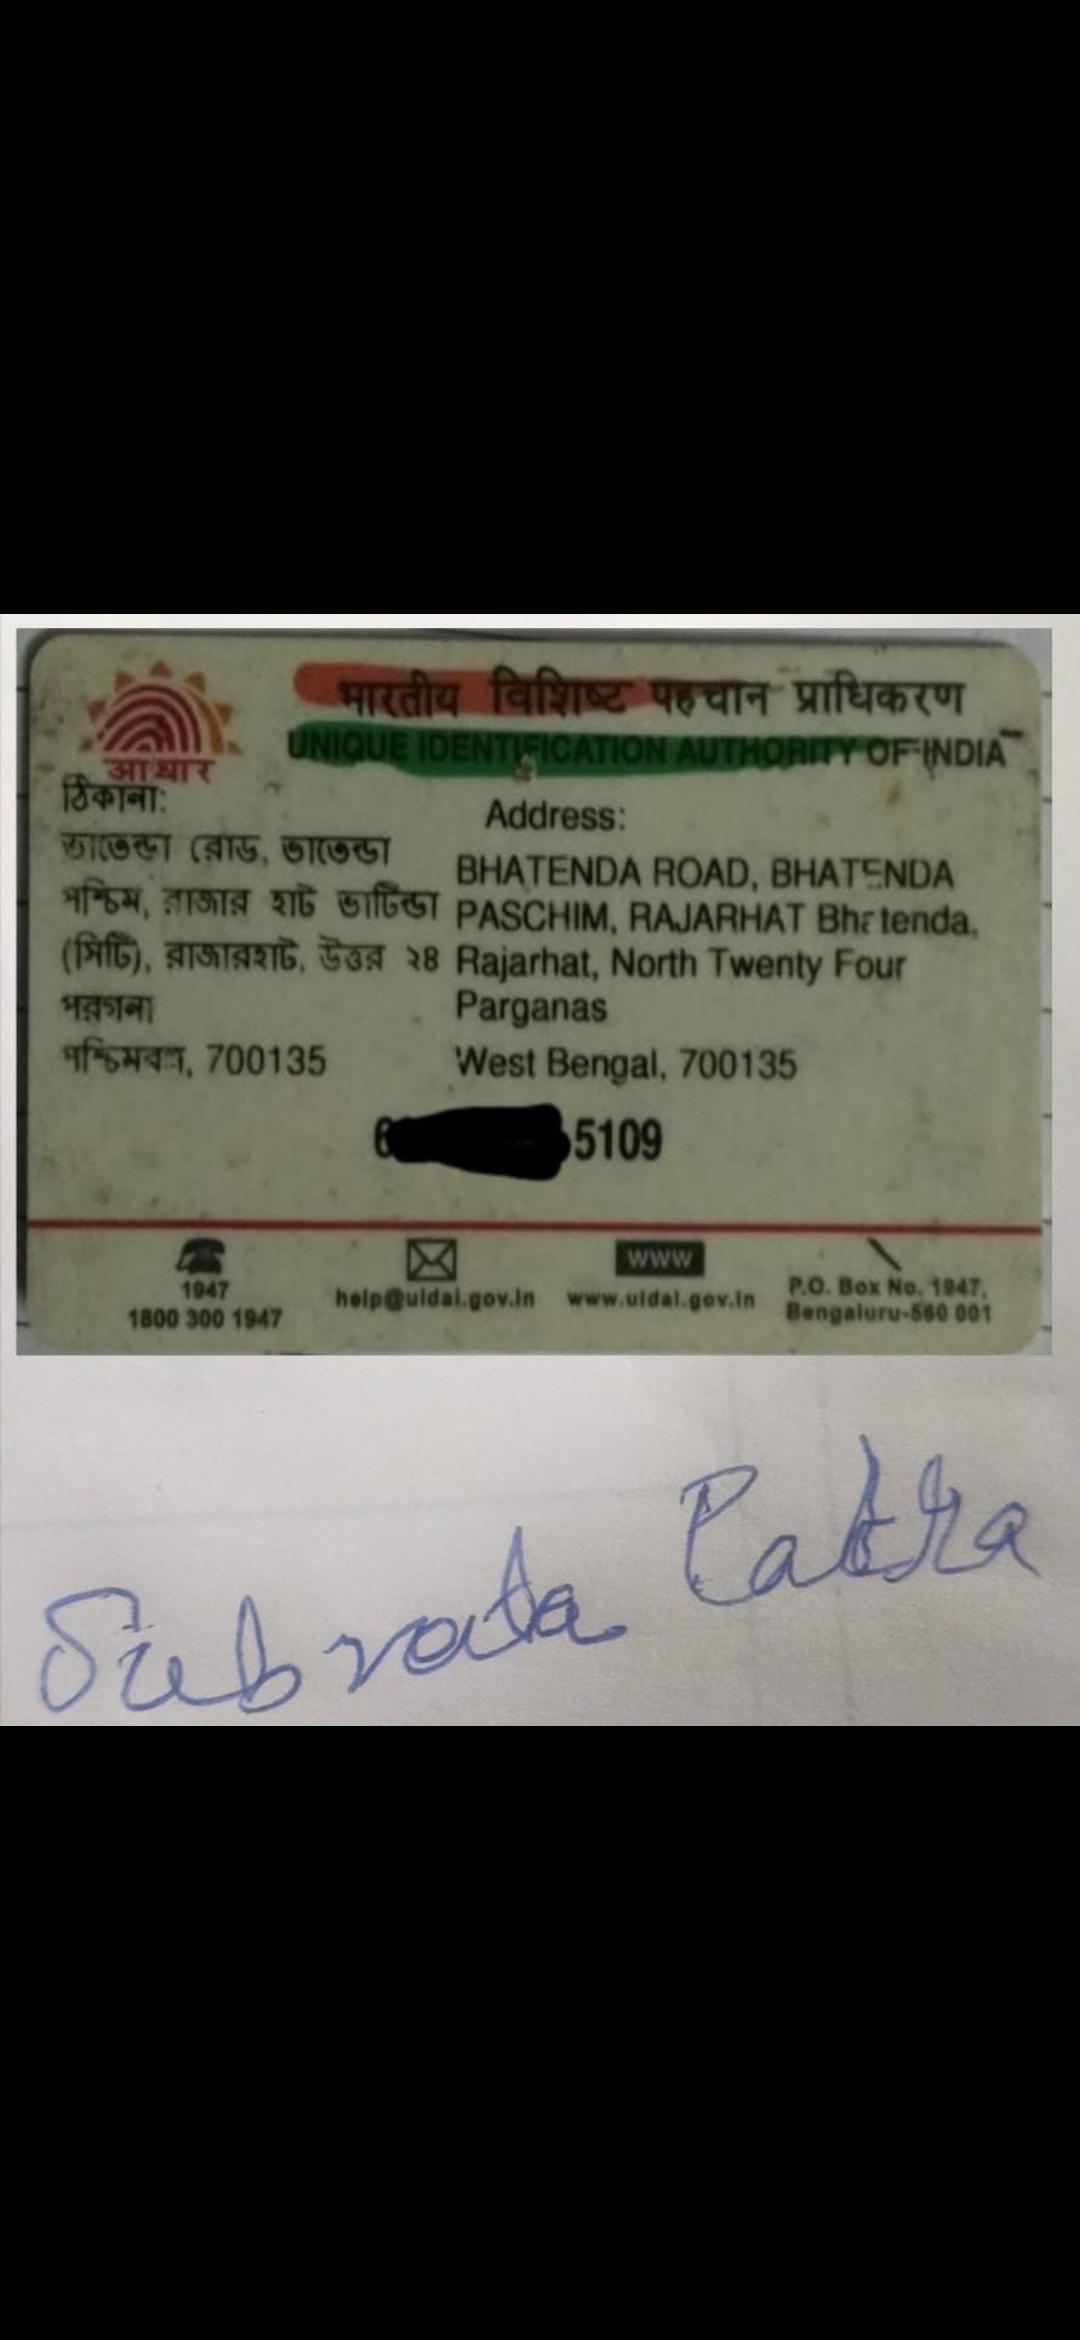 भारतीय विशिष्ट पहचान प्राधिकरण
UNIQUE IDENTIFICATION AUTHORITY OF INDIA
आधार
ঠিকানা:
ভাতেন্ডা রোড, ভাতেন্ডা
পশ্চিম, রাজার হাট ভাটিন্ডা
(সিটি), রাজারহাট, উত্তর ২৪
পরগনা
পশ্চিমবঙ্গ, 700135
Address:
BHATENDA ROAD, BHATENDA
PASCHIM, RAJARHAT Bhatenda,
Rajarhat, North Twenty Four
Parganas
West Bengal, 700135
6 5109
1947
1800 300 1947
help@uidai.gov.in
www
www.uidai.gov.in
P.O. Box No. 1947,
Bengaluru-560 001
Subrata Patra